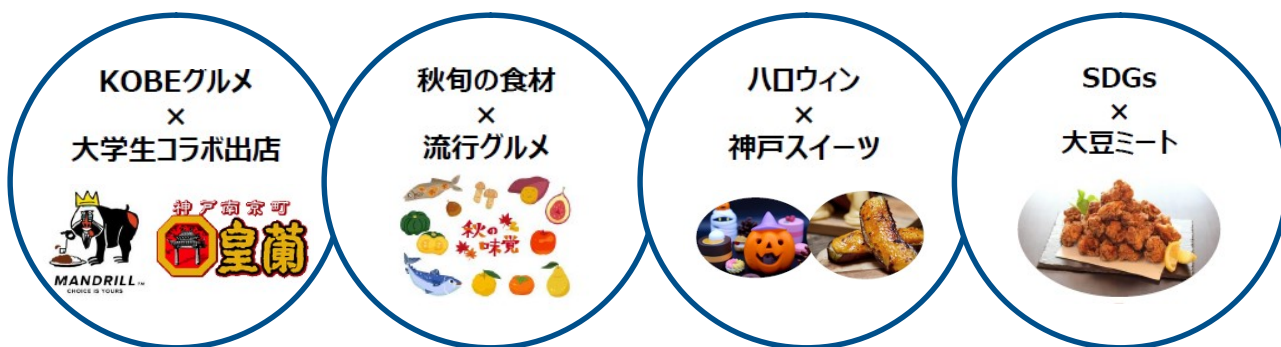 KOBEグルメ
×
大学生コラボ出店
MANDRILL™
CHOICE IS YOURS
神戸南京町
皇蘭
秋旬の食材
×
流行グルメ
秋の
味覚
ハロウィン
×
神戸スイーツ
SDGs
×
大豆ミート